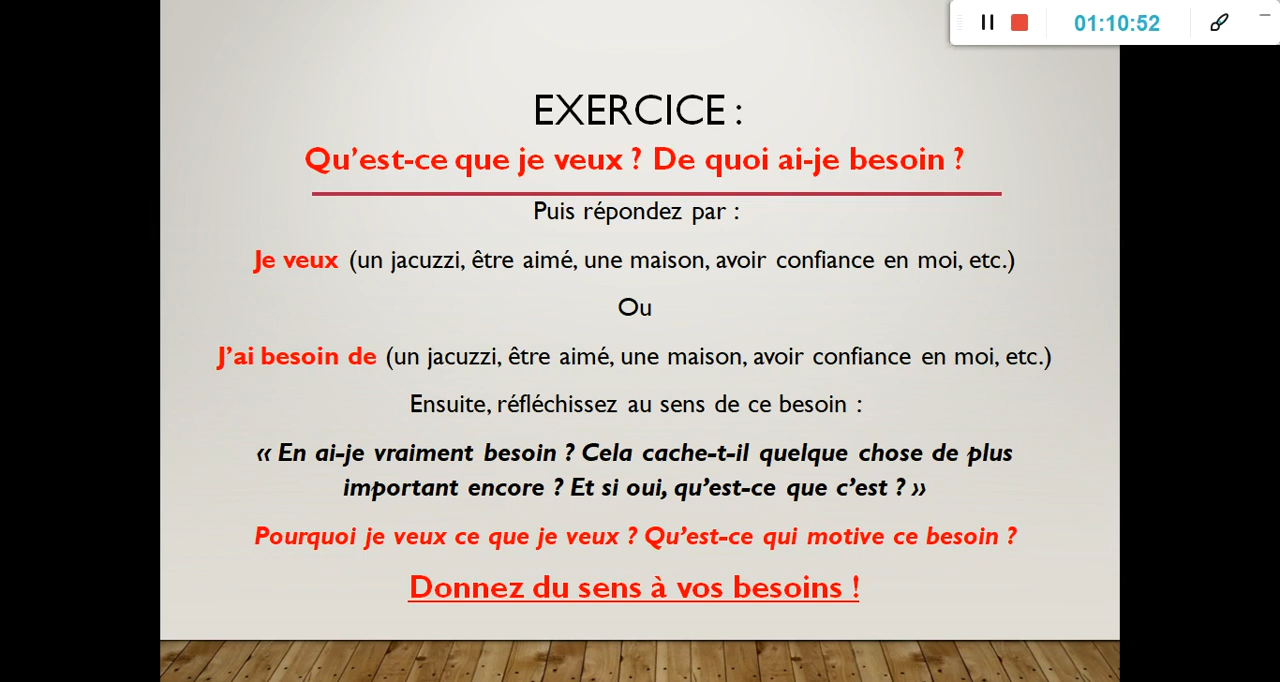 01:10:52
EXERCICE :
Qu’est-ce que je veux ? De quoi ai-je besoin ?
Puis répondez par :
Je veux (un jacuzzi, être aimé, une maison, avoir confiance en moi, etc.)
Ou
J’ai besoin de (un jacuzzi, être aimé, une maison, avoir confiance en moi, etc.)
Ensuite, réfléchissez au sens de ce besoin :
« En ai-je vraiment besoin ? Cela cache-t-il quelque chose de plus
important encore ? Et si oui, qu’est-ce que c’est ? »
Pourquoi je veux ce que je veux ? Qu’est-ce qui motive ce besoin ?
Donnez du sens à vos besoins !